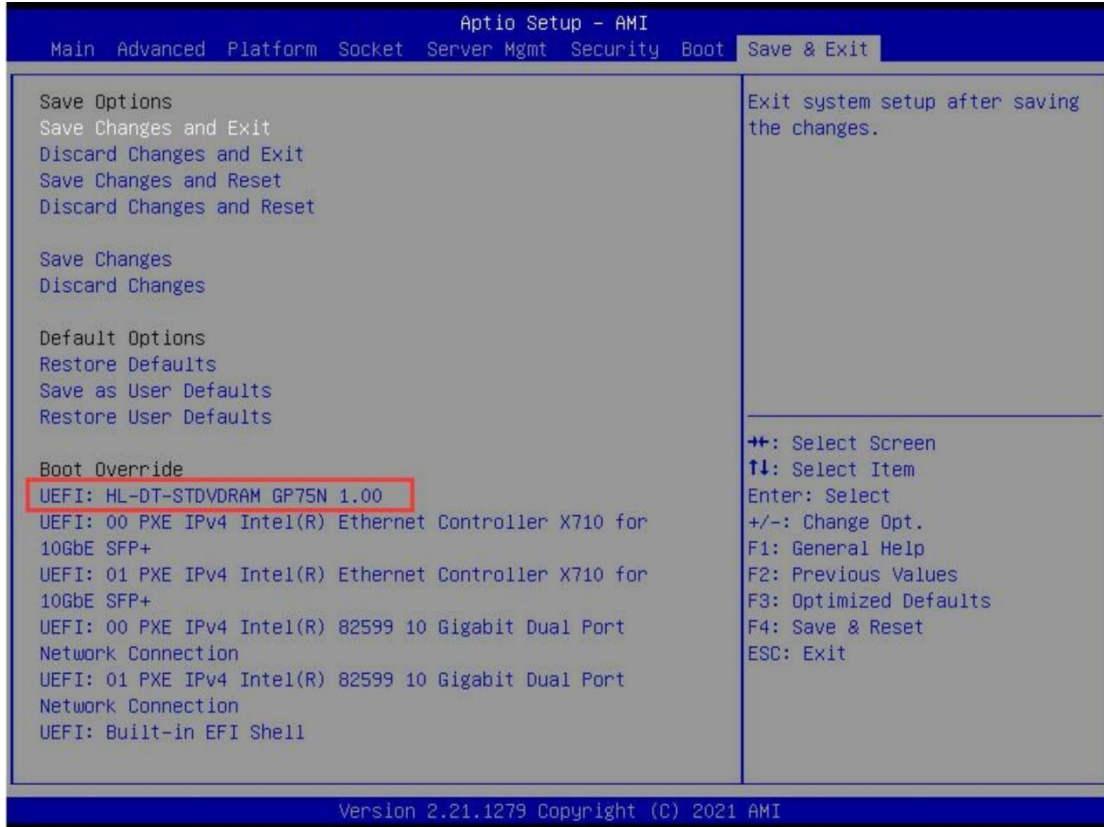 Aptio Setup - AMI
Main Advanced Platform Socket Server Mgmt Security Boot Save & Exit
Save Options
Save Changes and Exit
Discard Changes and Exit
Save Changes and Reset
Discard Changes and Reset
Save Changes
Discard Changes
Default Options
Restore Defaults
Save as User Defaults
Restore User Defaults
Boot Override
UEFI: HL-DT-STDVDRAM GP75N 1.00
UEFI: 00 PXE IPv4 Intel(R) Ethernet Controller X710 for
10GbE SFP+
UEFI: 01 PXE IPv4 Intel(R) Ethernet Controller X710 for
10GbE SFP+
UEFI: 00 PXE IPv4 Intel(R) 82599 10 Gigabit Dual Port
Network Connection
UEFI: 01 PXE IPv4 Intel(R) 82599 10 Gigabit Dual Port
Network Connection
UEFI: Built-in EFI Shell
Exit system setup after saving
the changes.
→←: Select Screen
↑↓: Select Item
Enter: Select
+/-: Change Opt.
F1: General Help
F2: Previous Values
F3: Optimized Defaults
F4: Save & Reset
ESC: Exit
Version 2.21.1279 Copyright (C) 2021 AMI